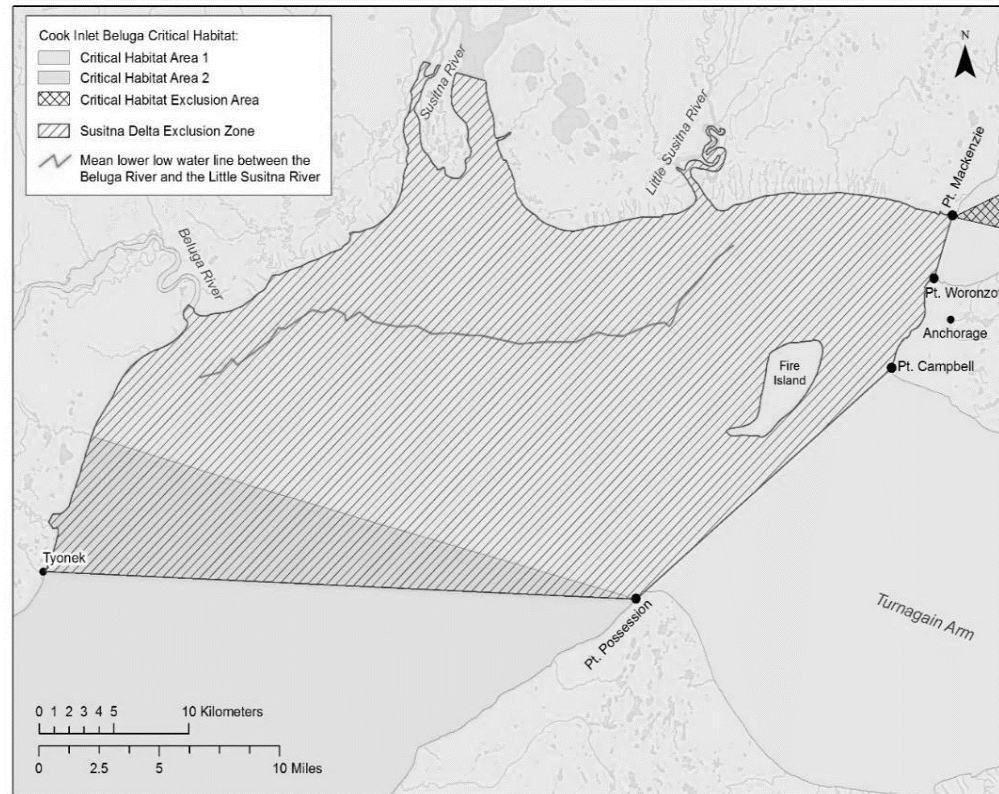 Cook Inlet Beluga Critical Habitat:
Critical Habitat Area 1
Critical Habitat Area 2
Critical Habitat Exclusion Area
Susitna Delta Exclusion Zone
Mean lower low water line between the
Beluga River and the Little Susitna River
N
Susitna River
Little Susitna River
Pt. Mackenzie
Beluga River
Pt. Woronzo
Anchorage
Pt. Campbell
Fire
Island
Tyonek
Pt. Possession
Turnagain Arm
0 1 2 3 4 5 10 Kilometers
0 2.5 5 10 Miles